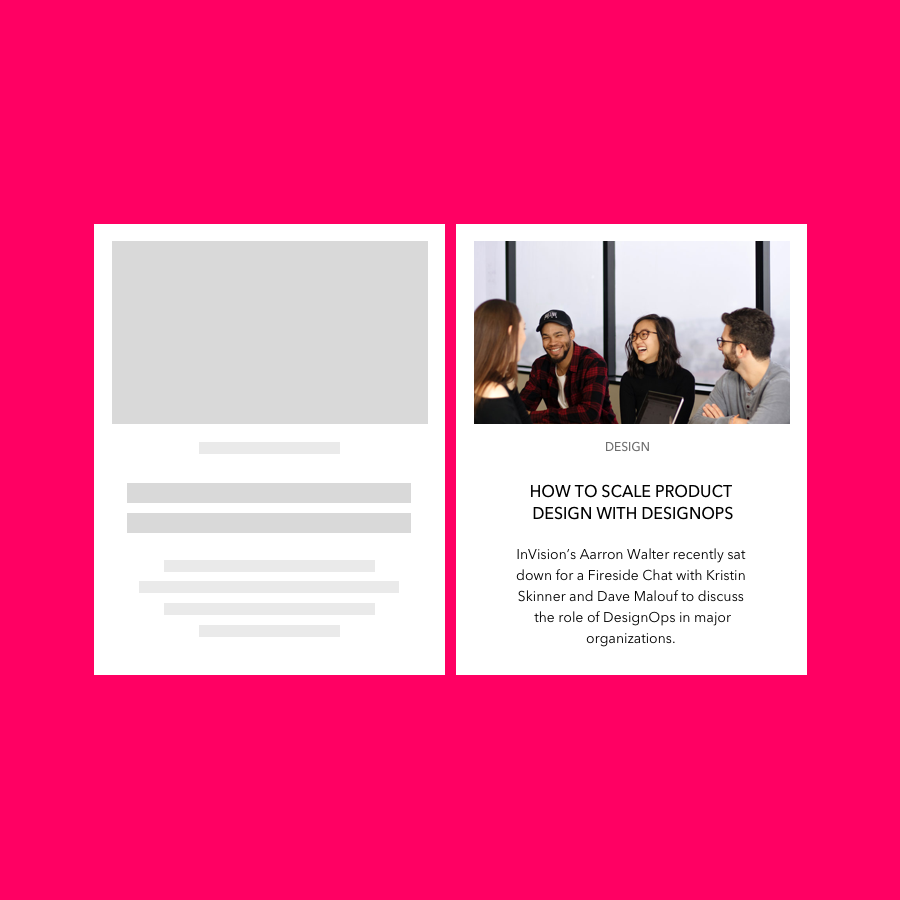 DESIGN
HOW TO SCALE PRODUCT
DESIGN WITH DESIGNOPS
InVision’s Aarron Walter recently sat
down for a Fireside Chat with Kristin
Skinner and Dave Malouf to discuss
the role of DesignOps in major
organizations.